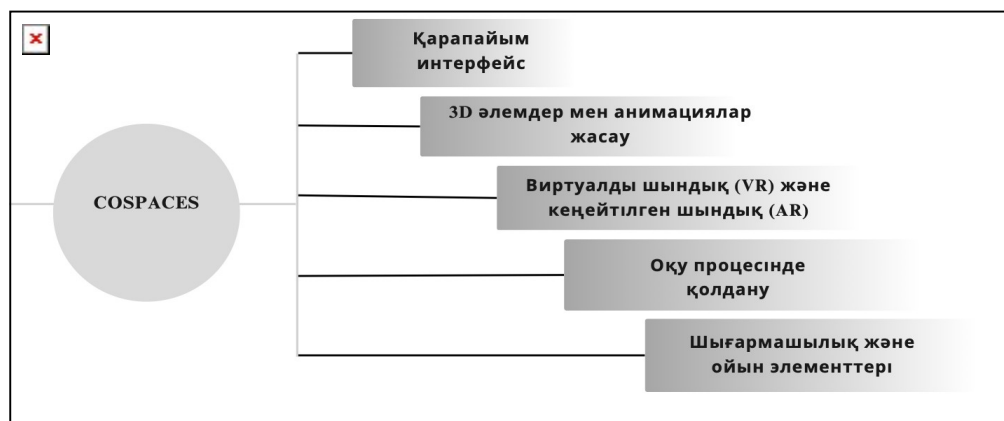 Қарапайым
интерфейс
3D әлемдер мен анимациялар
жасау
COSPACES
Виртуалды шындық (VR) және
кеңейтілген шындық (AR)
Оқу процесінде
қолдану
Шығармашылық және
ойын элементтері